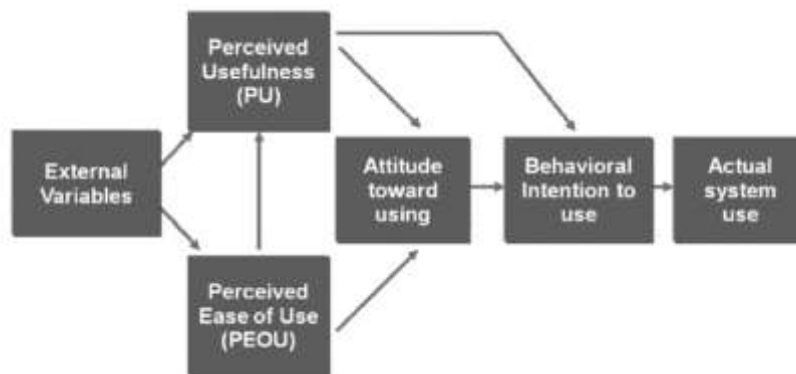 Perceived
Usefulness
(PU)
External
Variables
Attitude
toward
using
Behavioral
Intention to
use
Actual
system
use
Perceived
Ease of Use
(PEOU)